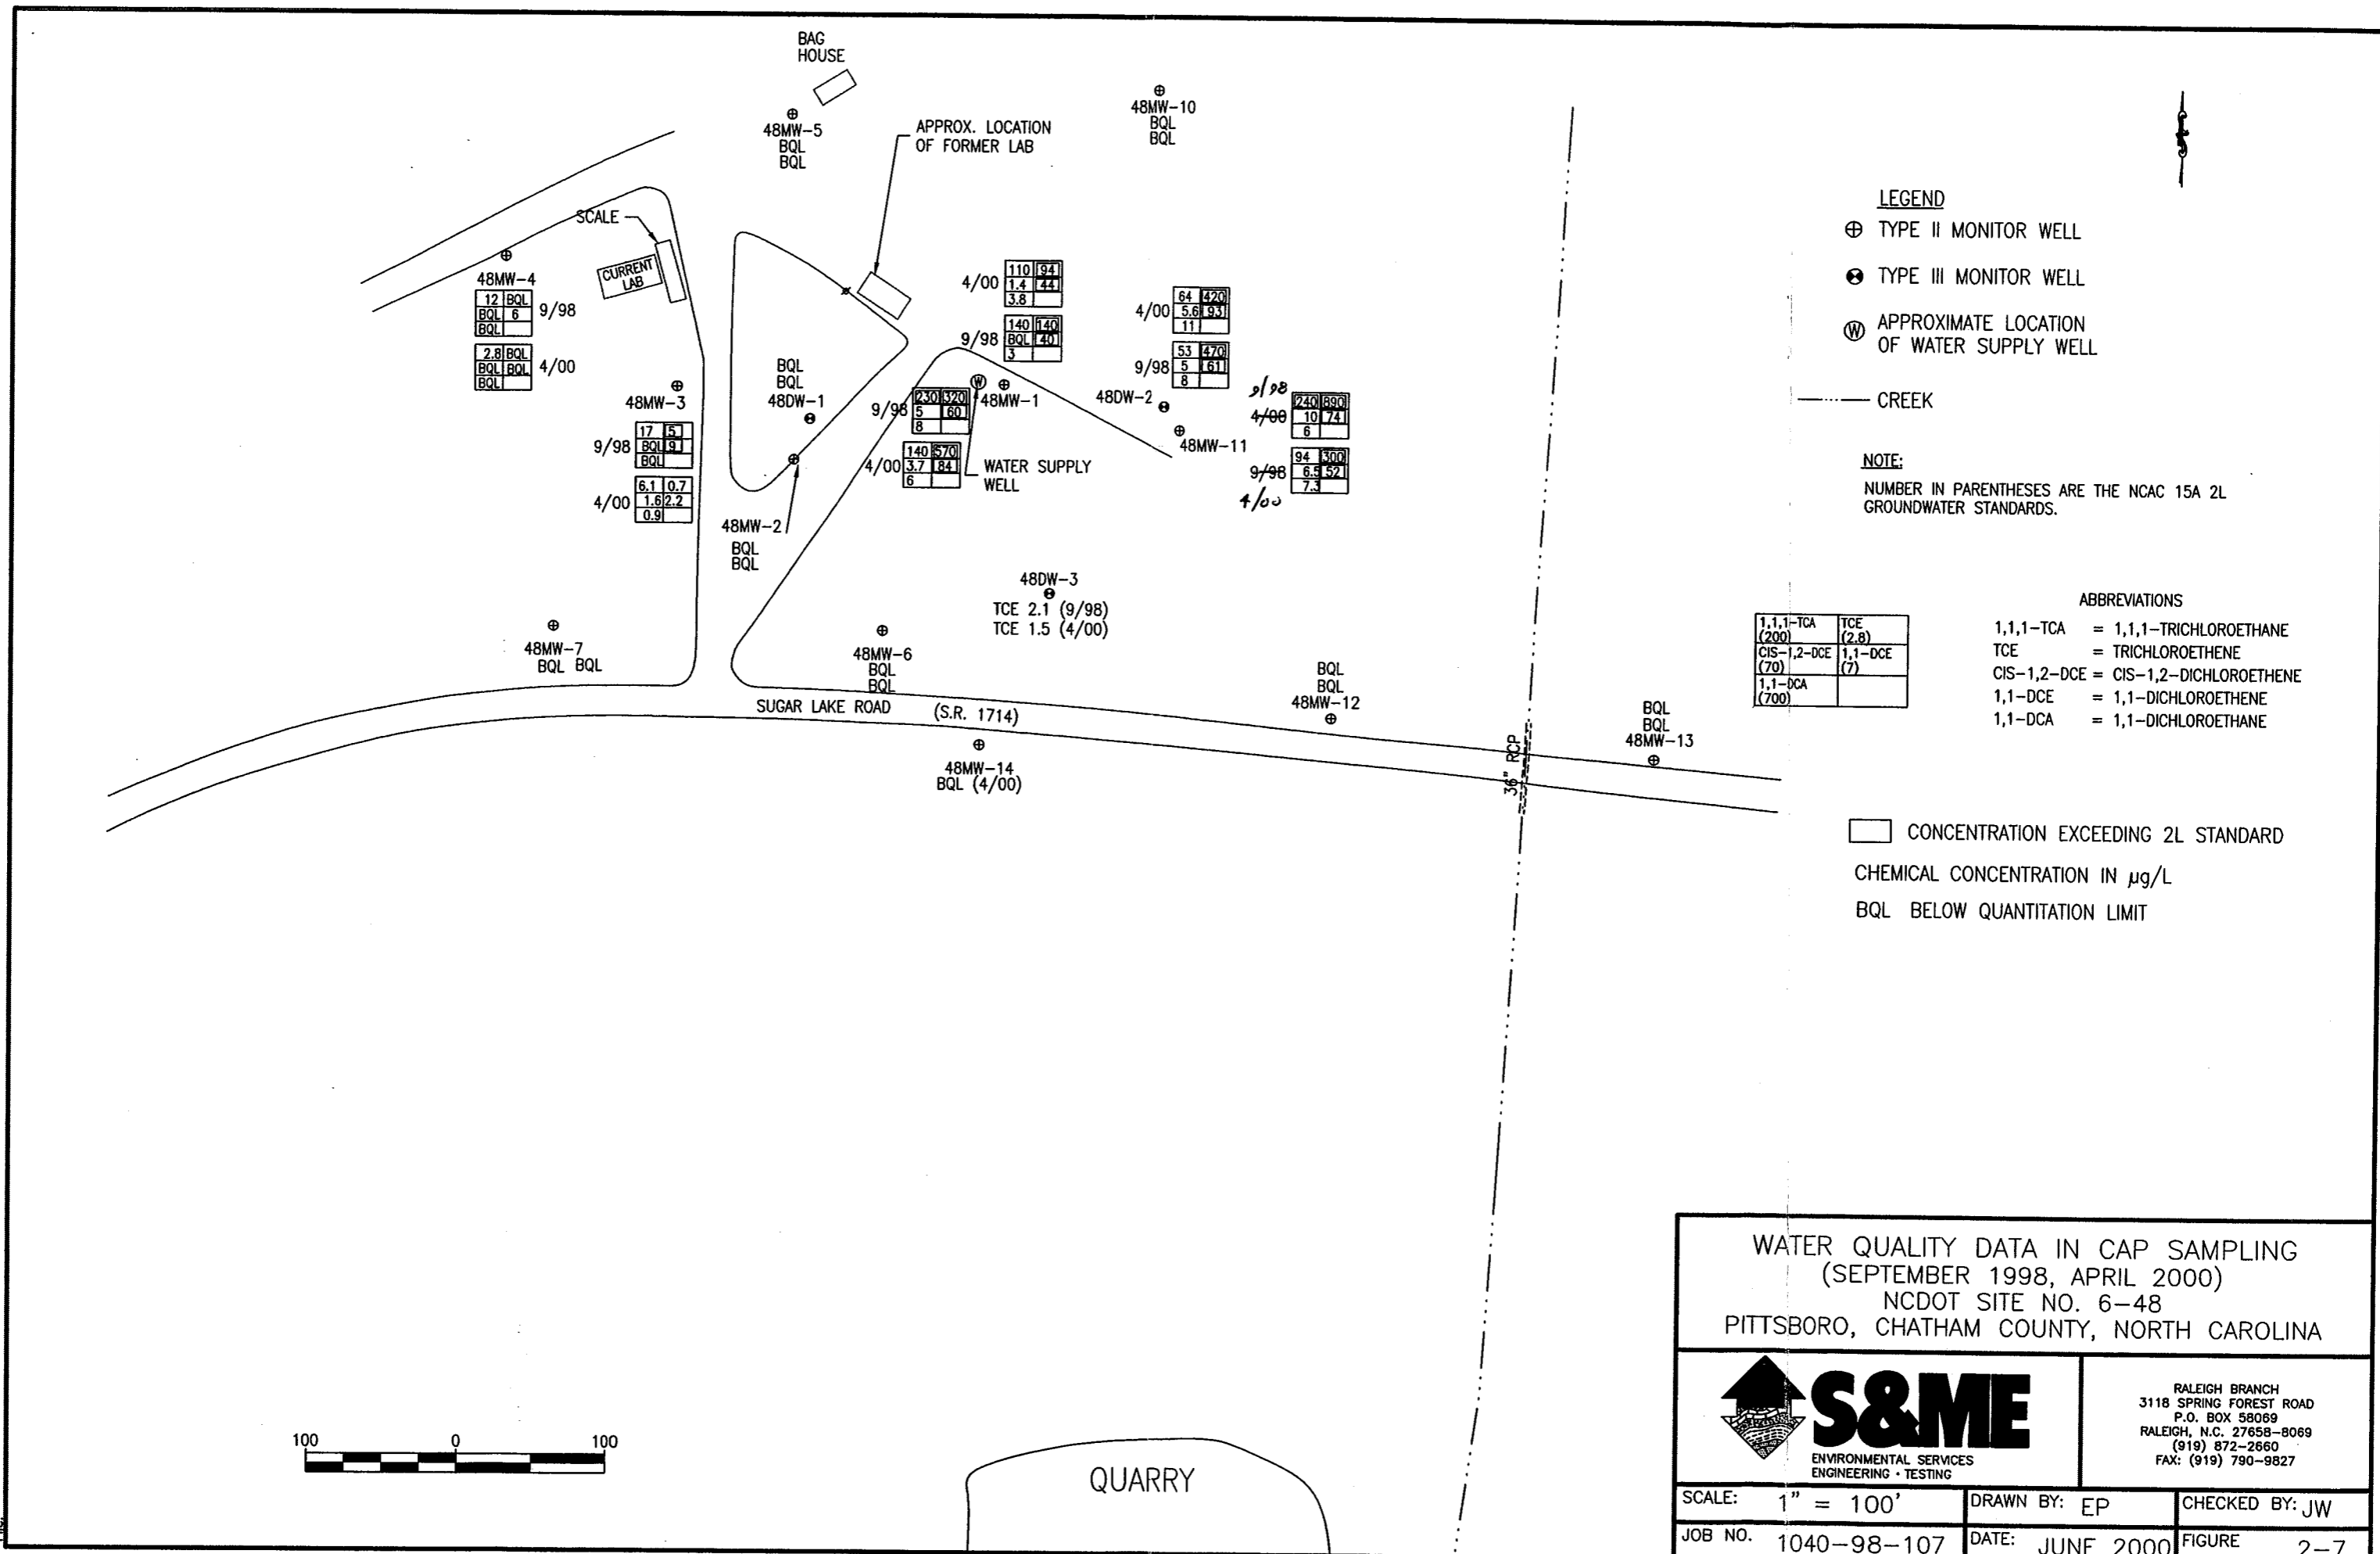 BAG
HOUSE
48MW-5
BQL
BQL
APPROX. LOCATION
OF FORMER LAB
48MW-10
BQL
BQL
SCALE
CURRENT
LAB
48MW-4
12 BQL
BQL 6
BQL
9/98
2.8 BQL
BQL BQL
BQL
4/00
48MW-3
9/98
17 5
BQL 9
BQL
4/00
6.1 0.7
1.6 2.2
0.9
BQL
BQL
48DW-1
48MW-2
BQL
BQL
4/00
110 94
1.4 44
3.8
9/98
140 140
BQL 40
3
W
48MW-1
9/98
230 320
5 60
8
4/00
140 570
3.7 84
6
WATER SUPPLY
WELL
4/00
64 420
5.6 93
11
9/98
53 470
5 61
8
48DW-2
48MW-11
9/98
4/00
240 890
10 74
6
9/98
4/00
94 300
6.5 52
7.3
48DW-3
TCE 2.1 (9/98)
TCE 1.5 (4/00)
48MW-7
BQL BQL
48MW-6
BQL
BQL
SUGAR LAKE ROAD (S.R. 1714)
48MW-14
BQL (4/00)
BQL
BQL
48MW-12
36" RCP
BQL
BQL
48MW-13
LEGEND
TYPE II MONITOR WELL
TYPE III MONITOR WELL
W APPROXIMATE LOCATION
OF WATER SUPPLY WELL
CREEK
NOTE:
NUMBER IN PARENTHESES ARE THE NCAC 15A 2L
GROUNDWATER STANDARDS.
1,1,1-TCA TCE
(200) (2.8)
CIS-1,2-DCE 1,1-DCE
(70) (7)
1,1-DCA
(700)
ABBREVIATIONS
1,1,1-TCA = 1,1,1-TRICHLOROETHANE
TCE = TRICHLOROETHENE
CIS-1,2-DCE = CIS-1,2-DICHLOROETHENE
1,1-DCE = 1,1-DICHLOROETHENE
1,1-DCA = 1,1-DICHLOROETHANE
CONCENTRATION EXCEEDING 2L STANDARD
CHEMICAL CONCENTRATION IN µg/L
BQL BELOW QUANTITATION LIMIT
100 0 100
QUARRY
WATER QUALITY DATA IN CAP SAMPLING
(SEPTEMBER 1998, APRIL 2000)
NCDOT SITE NO. 6-48
PITTSBORO, CHATHAM COUNTY, NORTH CAROLINA
S&ME
ENVIRONMENTAL SERVICES
ENGINEERING • TESTING
RALEIGH BRANCH
3118 SPRING FOREST ROAD
P.O. BOX 58069
RALEIGH, N.C. 27658-8069
(919) 872-2660
FAX: (919) 790-9827
SCALE: 1" = 100'
DRAWN BY: EP
CHECKED BY: JW
JOB NO. 1040-98-107
DATE: JUNE 2000
FIGURE 2-7